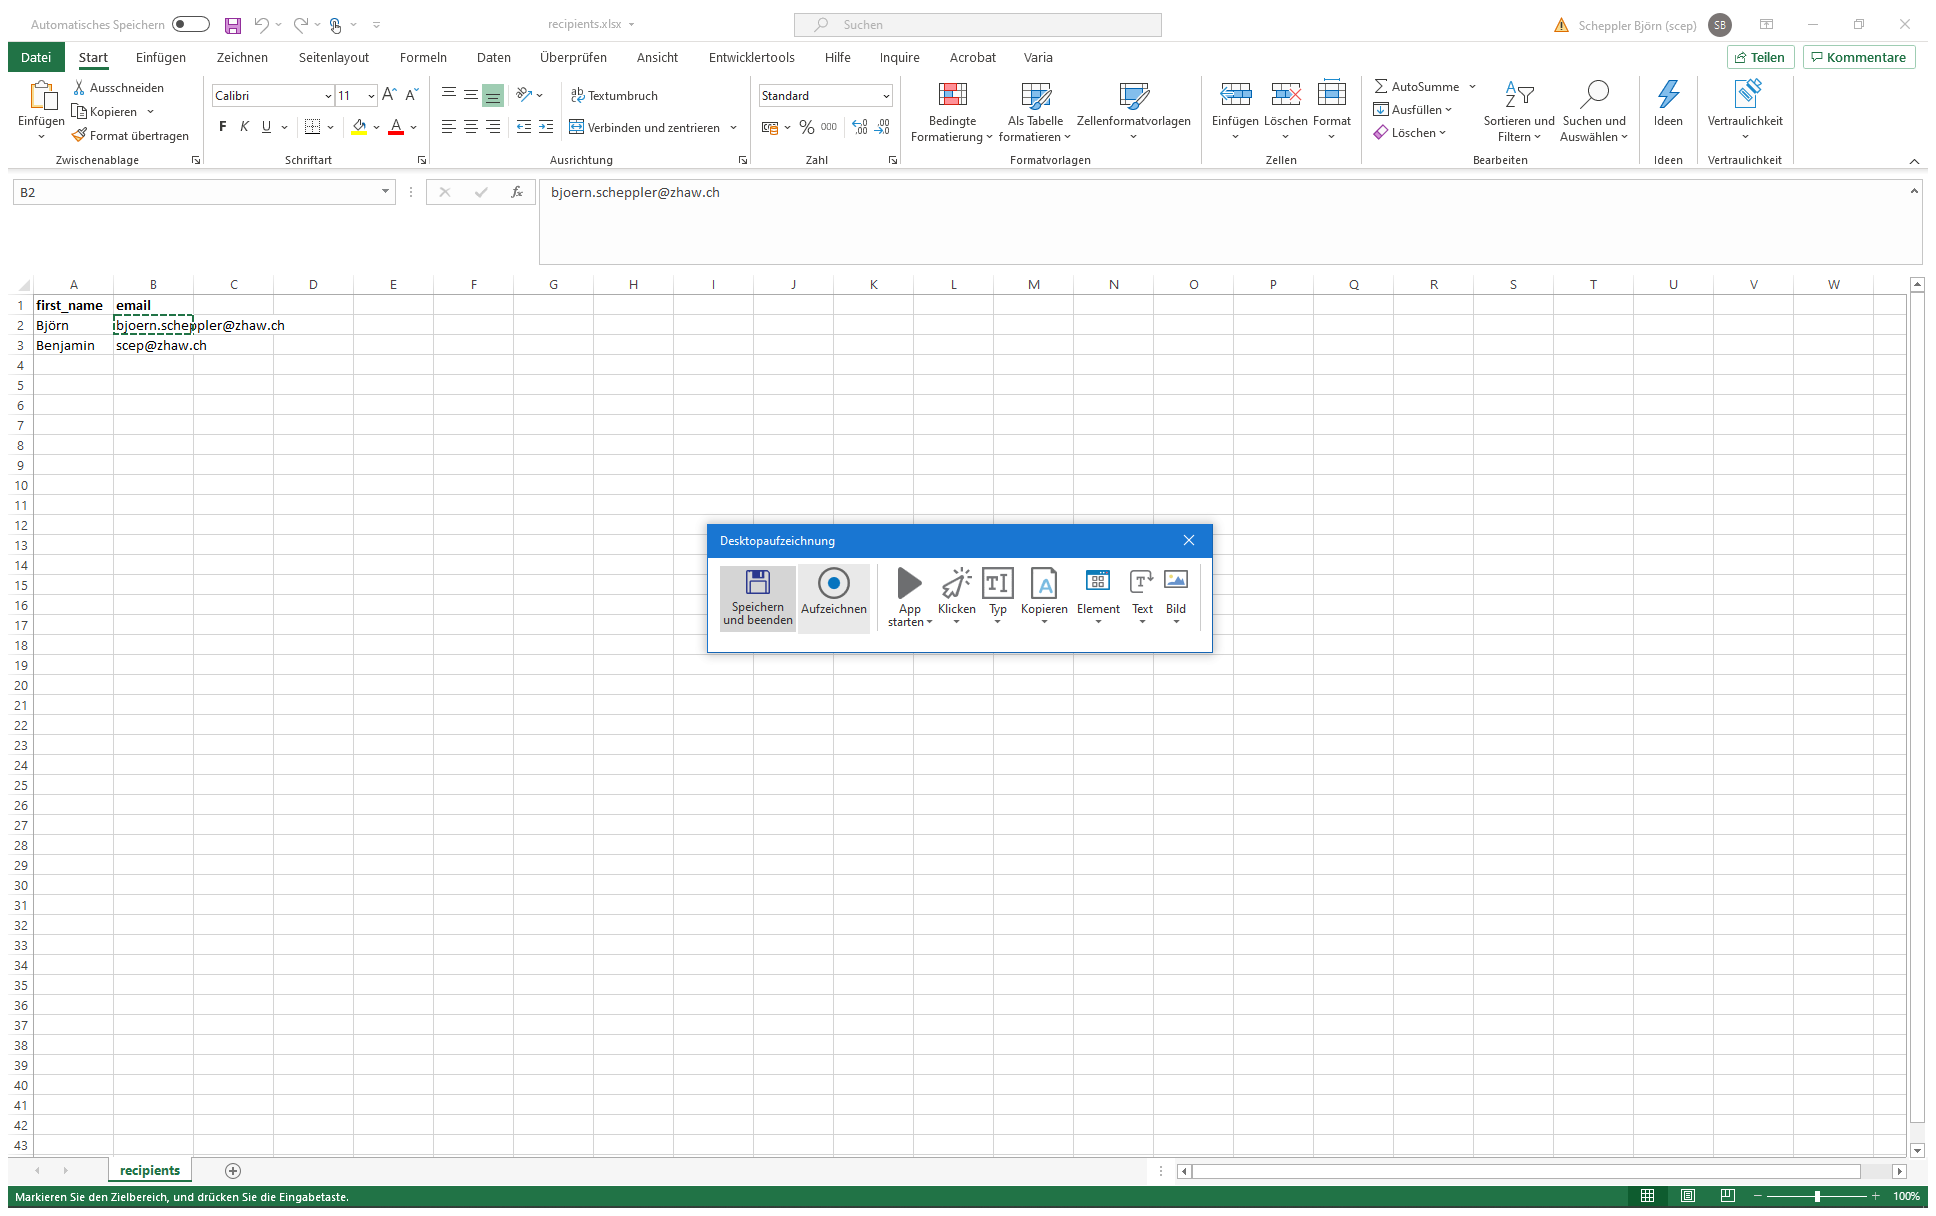 Automatisches Speichern
recipients.xlsx
Suchen
Scheppler Björn (scep)
SB
Datei Start Einfügen Zeichnen Seitenlayout Formeln Daten Überprüfen Ansicht Entwicklertools Hilfe Inquire Acrobat Varia
Teilen
Kommentare
Einfügen
Ausschneiden
Kopieren
Format übertragen
Zwischenablage
Calibri
11
A A
F K U
A
Schriftart
ab
Textumbruch
Verbinden und zentrieren
Ausrichtung
Standard
% 000
Zahl
Bedingte
Formatierung
Als Tabelle
formatieren
Zellenformatvorlagen
Formatvorlagen
Einfügen
Löschen
Format
Zellen
AutoSumme
Ausfüllen
Löschen
Sortieren und
Filtern
Suchen und
Auswählen
Bearbeiten
Ideen
Ideen
Vertraulichkeit
Vertraulichkeit
B2
fx
bjoern.scheppler@zhaw.ch
A B C D E F G H I J K L M N O P Q R S T U V W
1 first_name email
2 Björn bjoern.scheppler@zhaw.ch
3 Benjamin scep@zhaw.ch
4
5
6
7
8
9
10
11
12
13
14
15
16
17
18
19
20
21
22
23
24
25
26
27
28
29
30
31
32
33
34
35
36
37
38
39
40
41
42
43
Desktopaufzeichnung
Speichern
und beenden
Aufzeichnen
App
starten
Klicken
Typ
Kopieren
Element
Text
Bild
recipients
Markieren Sie den Zielbereich, und drücken Sie die Eingabetaste.
100%